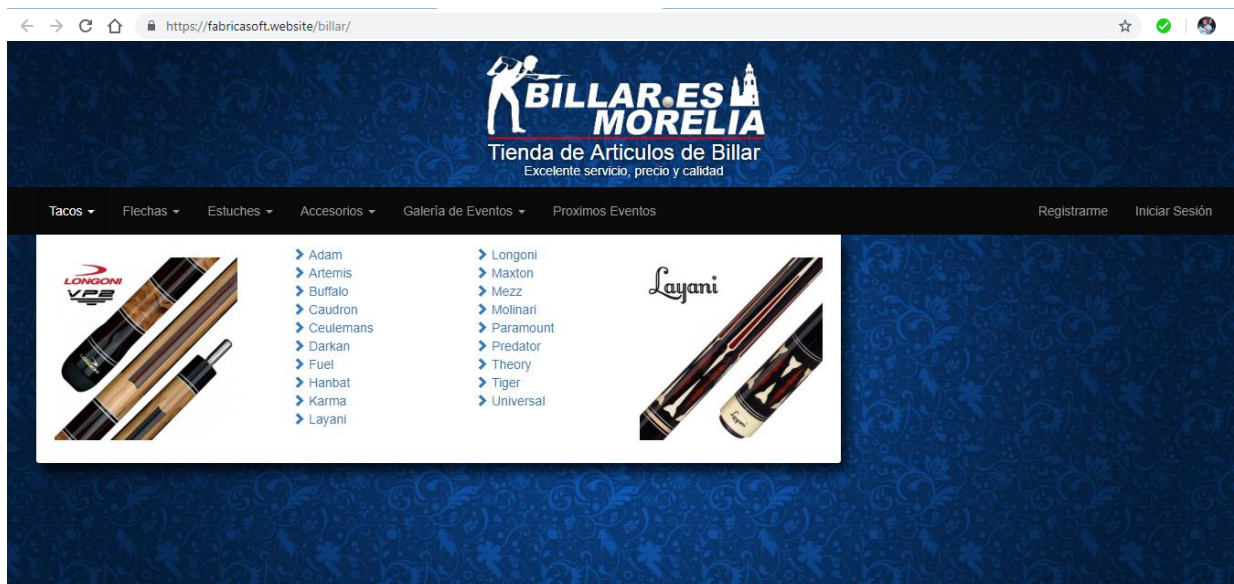 https://fabricasoft.website/billar/
BILLAR.ES
MORELIA
Tienda de Articulos de Billar
Excelente servicio, precio y calidad
Tacos Flechas Estuches Accesorios Galería de Eventos Proximos Eventos Registrarme Iniciar Sesión
LONGONI
VP2
Adam
Artemis
Buffalo
Caudron
Ceulemans
Darkan
Fuel
Hanbat
Karma
Layani
Longoni
Maxton
Mezz
Molinari
Paramount
Predator
Theory
Tiger
Universal
Layani
Layani